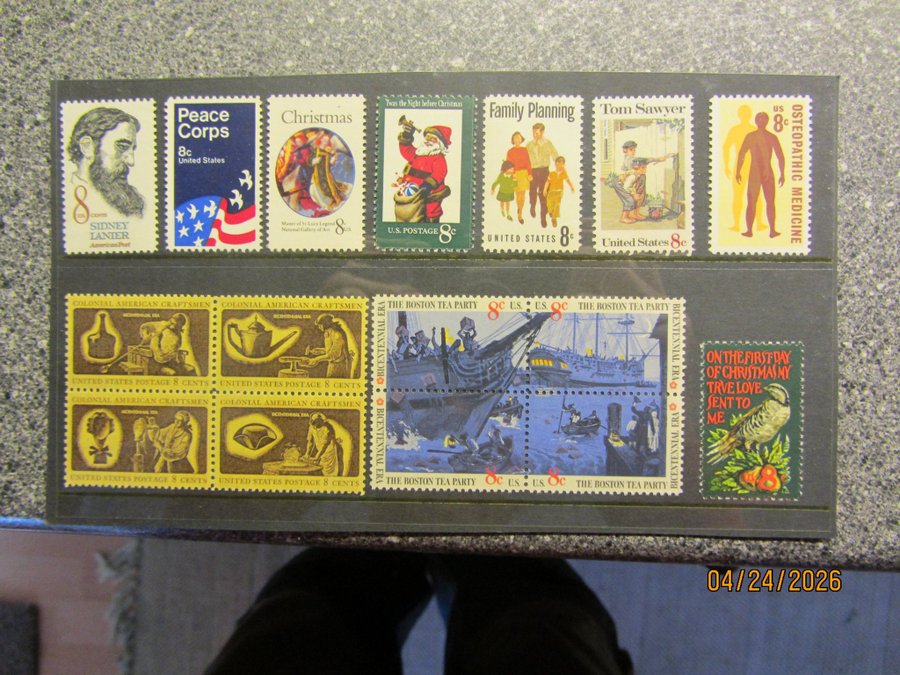 8
CENTS
SIDNEY
LANIER
American Poet
Peace
Corps
8c
United States
Christmas
Master of St. Lucy Legend
National Gallery of Art
8c
U.S.
'Twas the Night before Christmas
U.S. POSTAGE 8c
Family Planning
UNITED STATES 8c
Tom Sawyer
United States 8c
US
8c
OSTEOPATHIC MEDICINE
COLONIAL AMERICAN CRAFTSMEN
BICENTENNIAL ERA
UNITED STATES POSTAGE 8 CENTS
COLONIAL AMERICAN CRAFTSMEN
BICENTENNIAL ERA
UNITED STATES POSTAGE 8 CENTS
COLONIAL AMERICAN CRAFTSMEN
BICENTENNIAL ERA
UNITED STATES POSTAGE 8 CENTS
COLONIAL AMERICAN CRAFTSMEN
BICENTENNIAL ERA
UNITED STATES POSTAGE 8 CENTS
THE BOSTON TEA PARTY 8c U.S.
BICENTENNIAL ERA
U.S. 8c THE BOSTON TEA PARTY
BICENTENNIAL ERA
BICENTENNIAL ERA
THE BOSTON TEA PARTY 8c U.S.
BICENTENNIAL ERA
U.S. 8c THE BOSTON TEA PARTY
ON THE FIRST DAY
OF CHRISTMAS MY
TRUE LOVE
SENT TO
ME
8
04/24/2026